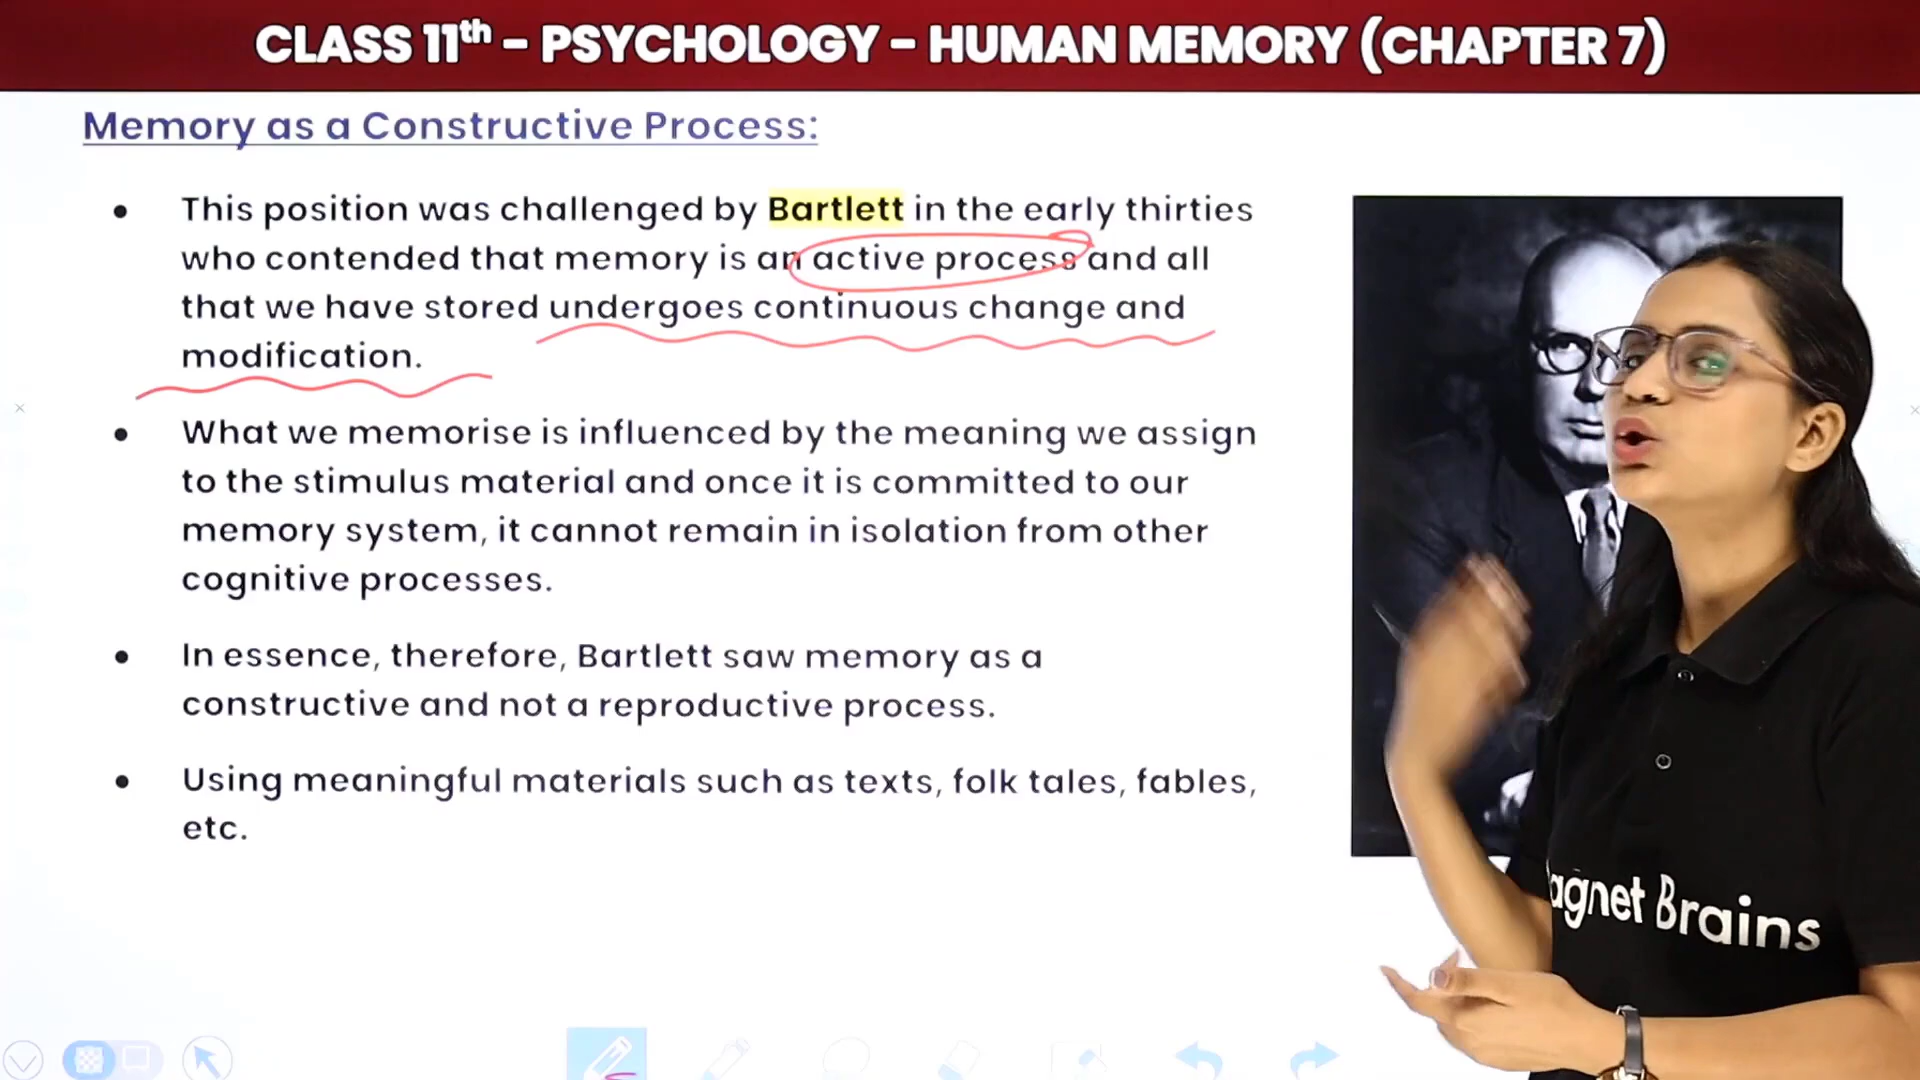 CLASS 11th – PSYCHOLOGY – HUMAN MEMORY (CHAPTER 7)
Memory as a Constructive Process:
• This position was challenged by Bartlett in the early thirties
who contended that memory is an active process and all
that we have stored undergoes continuous change and
modification.
• What we memorise is influenced by the meaning we assign
to the stimulus material and once it is committed to our
memory system, it cannot remain in isolation from other
cognitive processes.
• In essence, therefore, Bartlett saw memory as a
constructive and not a reproductive process.
• Using meaningful materials such as texts, folk tales, fables,
etc.
agnet Brains